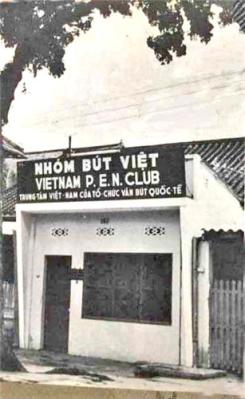 NHÓM BÚT VIỆT
VIETNAM P.E.N. CLUB
TRUNG-TÂM VIỆT-NAM CỦA TỔ-CHỨC VĂN BÚT QUỐC-TẾ